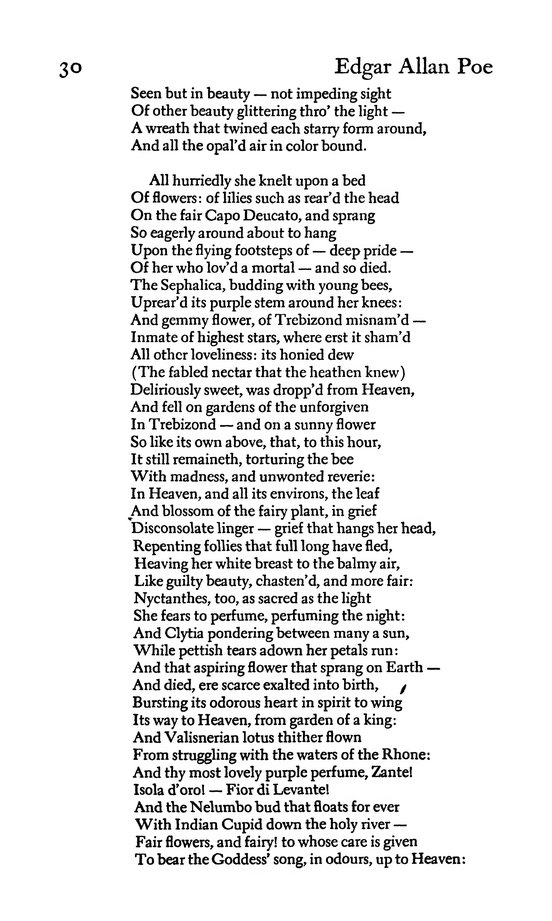 30
Edgar Allan Poe
Seen but in beauty — not impeding sight
Of other beauty glittering thro' the light —
A wreath that twined each starry form around,
And all the opal'd air in color bound.
All hurriedly she knelt upon a bed
Of flowers: of lilies such as rear'd the head
On the fair Capo Deucato, and sprang
So eagerly around about to hang
Upon the flying footsteps of — deep pride —
Of her who lov'd a mortal — and so died.
The Sephalica, budding with young bees,
Uprear'd its purple stem around her knees:
And gemmy flower, of Trebizond misnam'd —
Inmate of highest stars, where erst it sham'd
All other loveliness: its honied dew
(The fabled nectar that the heathen knew)
Deliriously sweet, was dropp'd from Heaven,
And fell on gardens of the unforgiven
In Trebizond — and on a sunny flower
So like its own above, that, to this hour,
It still remaineth, torturing the bee
With madness, and unwonted reverie:
In Heaven, and all its environs, the leaf
And blossom of the fairy plant, in grief
Disconsolate linger — grief that hangs her head,
Repenting follies that full long have fled,
Heaving her white breast to the balmy air,
Like guilty beauty, chasten'd, and more fair:
Nyctanthes, too, as sacred as the light
She fears to perfume, perfuming the night:
And Clytia pondering between many a sun,
While pettish tears adown her petals run:
And that aspiring flower that sprang on Earth —
And died, ere scarce exalted into birth,
Bursting its odorous heart in spirit to wing
Its way to Heaven, from garden of a king:
And Valisnerian lotus thither flown
From struggling with the waters of the Rhone:
And thy most lovely purple perfume, Zante!
Isola d'oro! — Fior di Levante!
And the Nelumbo bud that floats for ever
With Indian Cupid down the holy river —
Fair flowers, and fairy! to whose care is given
To bear the Goddess' song, in odours, up to Heaven: